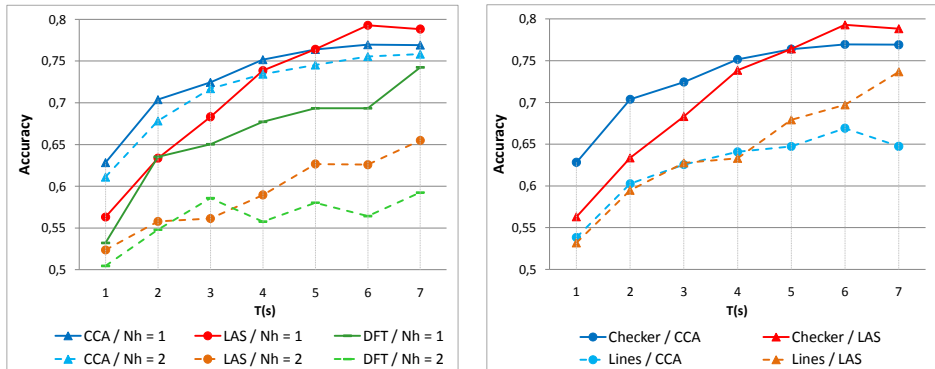 0,8
0,75
0,7
0,65
0,6
0,55
0,5
Accuracy
1 2 3 4 5 6 7
T(s)
CCA / Nh = 1 LAS / Nh = 1 DFT / Nh = 1
CCA / Nh = 2 LAS / Nh = 2 DFT / Nh = 2
0,8
0,75
0,7
0,65
0,6
0,55
0,5
Accuracy
1 2 3 4 5 6 7
T(s)
Checker / CCA Checker / LAS
Lines / CCA Lines / LAS